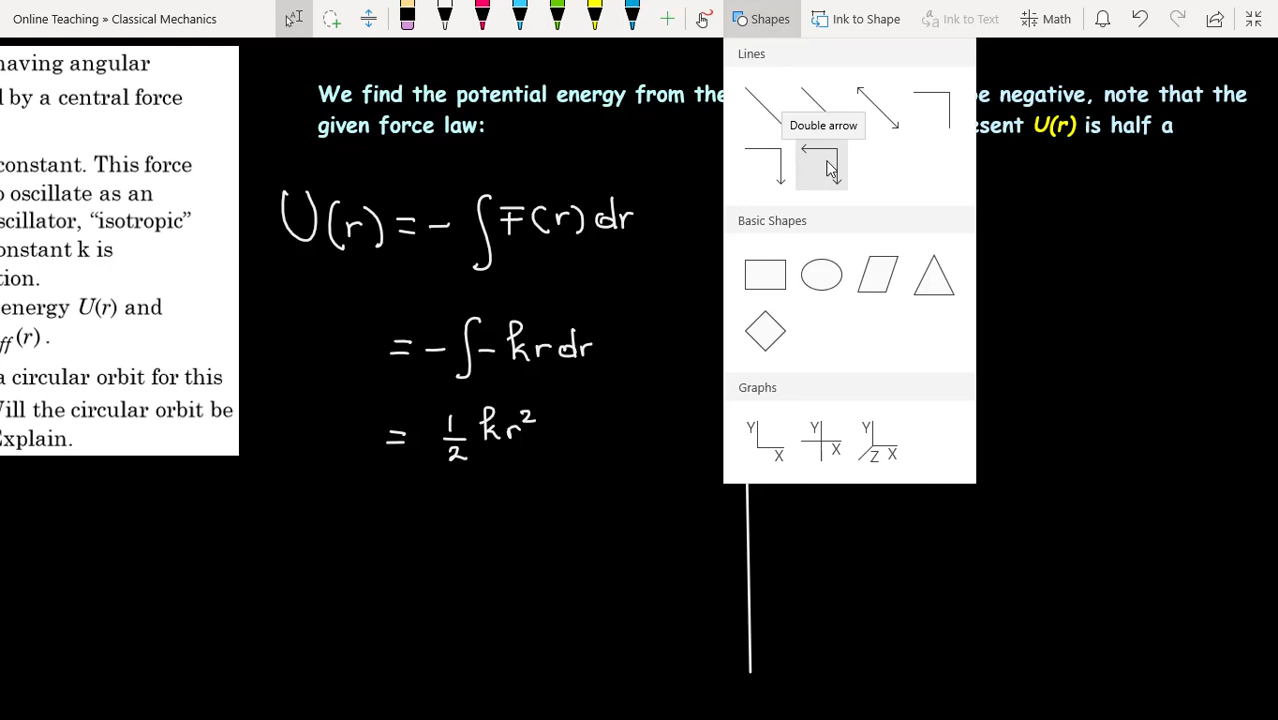 Online Teaching » Classical Mechanics
Shapes
Ink to Shape
Ink to Text
Math
having angular
d by a central force
constant. This force
o oscillate as an
scillator, “isotropic”
onstant k is
tion.
energy U(r) and
eff (r) .
a circular orbit for this
Will the circular orbit be
Explain.
We find the potential energy from the
be negative, note that the
given force law:
esent U(r) is half a
U(r) = - ∫ F(r) dr
= - ∫ - kr dr
= 1/2 kr²
Lines
Double arrow
Basic Shapes
Graphs
Y X
Y X
Y Z X